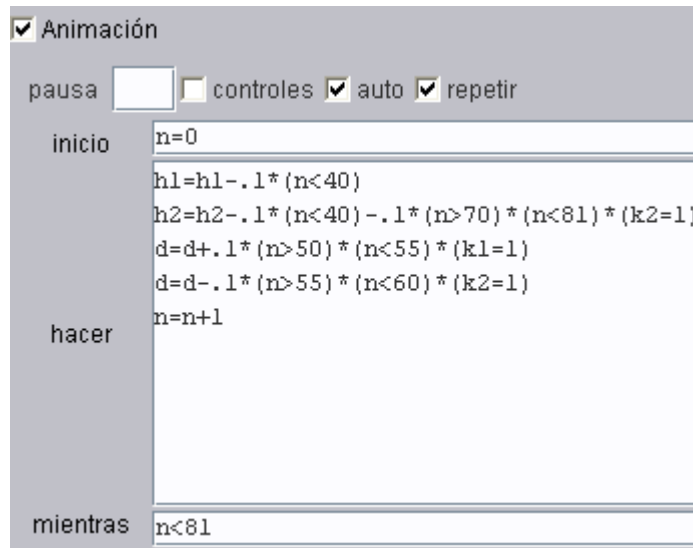 Animación
pausa controles auto repetir
inicio n=0
h1=h1-.1*(n<40)
h2=h2-.1*(n<40)-.1*(n>70)*(n<81)*(k2=1)
d=d+.1*(n>50)*(n<55)*(k1=1)
d=d-.1*(n>55)*(n<60)*(k2=1)
n=n+1
hacer
mientras n<81